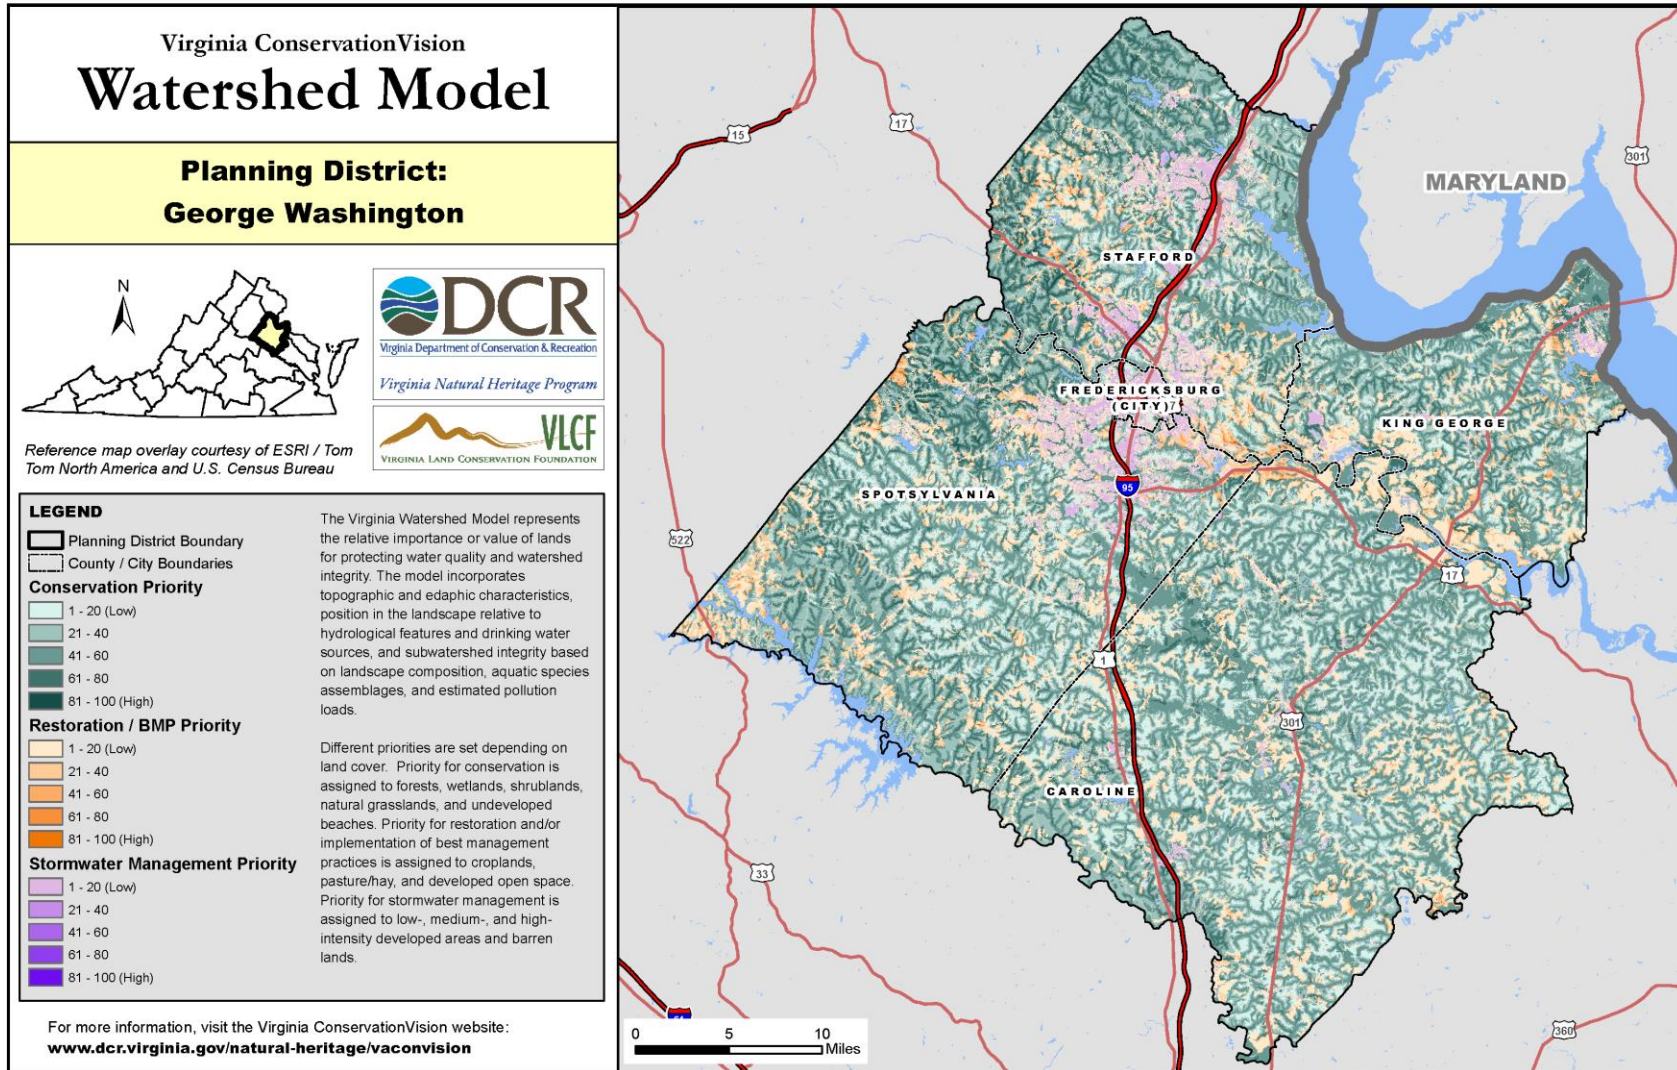 Virginia ConservationVision
Watershed Model
Planning District:
George Washington
N
DCR
Virginia Department of Conservation & Recreation
Virginia Natural Heritage Program
VLCF
VIRGINIA LAND CONSERVATION FOUNDATION
Reference map overlay courtesy of ESRI / Tom
Tom North America and U.S. Census Bureau
LEGEND
Planning District Boundary
County / City Boundaries
Conservation Priority
1 - 20 (Low)
21 - 40
41 - 60
61 - 80
81 - 100 (High)
Restoration / BMP Priority
1 - 20 (Low)
21 - 40
41 - 60
61 - 80
81 - 100 (High)
Stormwater Management Priority
1 - 20 (Low)
21 - 40
41 - 60
61 - 80
81 - 100 (High)
The Virginia Watershed Model represents
the relative importance or value of lands
for protecting water quality and watershed
integrity. The model incorporates
topographic and edaphic characteristics,
position in the landscape relative to
hydrological features and drinking water
sources, and subwatershed integrity based
on landscape composition, aquatic species
assemblages, and estimated pollution
loads.
Different priorities are set depending on
land cover. Priority for conservation is
assigned to forests, wetlands, shrublands,
natural grasslands, and undeveloped
beaches. Priority for restoration and/or
implementation of best management
practices is assigned to croplands,
pasture/hay, and developed open space.
Priority for stormwater management is
assigned to low-, medium-, and high-
intensity developed areas and barren
lands.
For more information, visit the Virginia ConservationVision website:
www.dcr.virginia.gov/natural-heritage/vaconvision
15
17
301
MARYLAND
STAFFORD
FREDERICKSBURG
(CITY)
KING GEORGE
SPOTSYLVANIA
95
522
17
1
301
CAROLINE
33
360
0 5 10
Miles